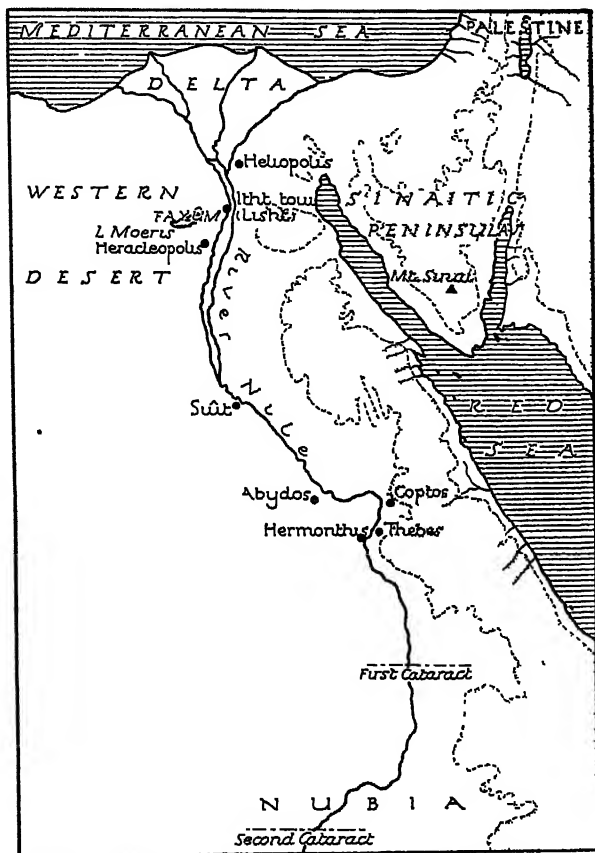 MEDITERRANEAN SEA
PALESTINE
DELTA
Heliopolis
WESTERN
DESERT
Itht towi
(Lisht)
FAYUM
L Moeris
Heracleopolis
SINAITIC
PENINSULA
Mt. Sinai
River Nile
RED
SEA
Siût
Abydos
Coptos
Hermonthis
Thebes
First Cataract
NUBIA
Second Cataract